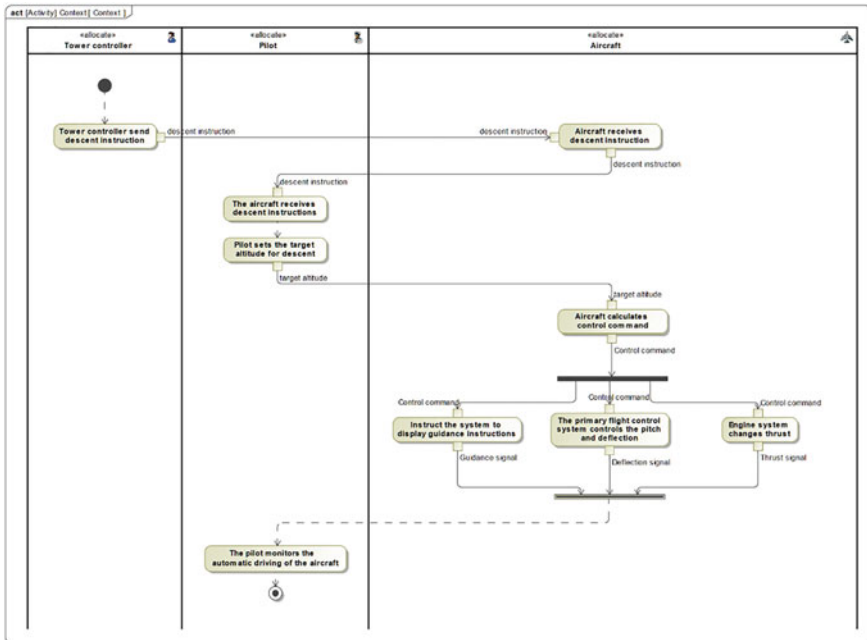 act [Activity] Context[ Context ]
«allocate»
Tower controller
«allocate»
Pilot
«allocate»
Aircraft
Tower controller send
descent instruction
descent instruction
descent instruction
Aircraft receives
descent instruction
descent instruction
descent instruction
The aircraft receives
descent instructions
Pilot sets the target
altitude for descent
target altitude
target altitude
Aircraft calculates
control command
Control command
Control command
Control command
Control command
Instruct the system to
display guidance instructions
The primary flight control
system controls the pitch
and deflection
Engine system
changes thrust
Guidance signal
Deflection signal
Thrust signal
The pilot monitors the
automatic driving of the aircraft